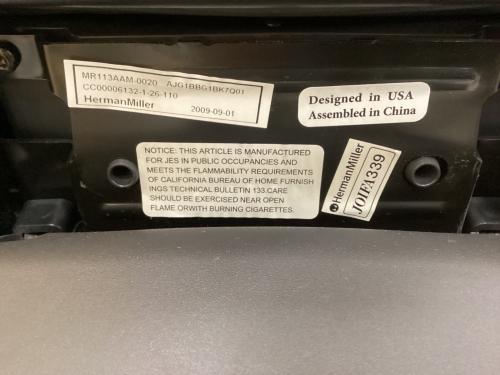 MR113AAM-0020 AJG1BBG1BK7Q01
CC00006132-1-26-110
HermanMiller 2009-09-01
Designed in USA
Assembled in China
NOTICE: THIS ARTICLE IS MANUFACTURED
FOR JES IN PUBLIC OCCUPANCIES AND
MEETS THE FLAMMABILITY REQUIREMENTS
OF CALIFORNIA BUREAU OF HOME FURNISH
INGS TECHNICAL BULLETIN 133.CARE
SHOULD BE EXERCISED NEAR OPEN
FLAME ORWITH BURNING CIGARETTES.
HermanMiller
JOIFA339